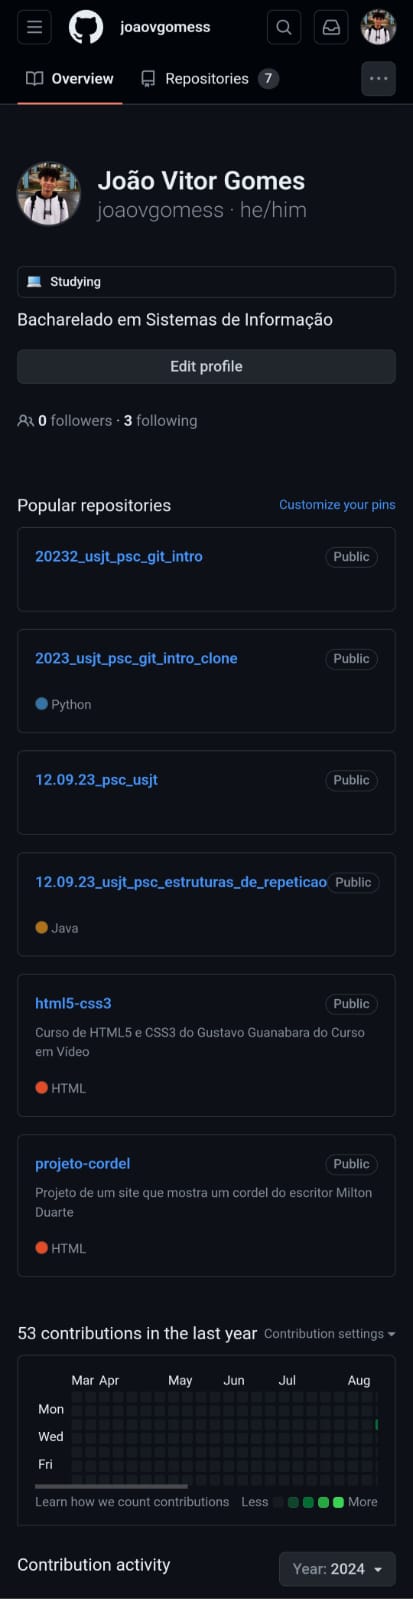 joaovgomess
Overview
Repositories 7
João Vitor Gomes
joaovgomess · he/him
Studying
Bacharelado em Sistemas de Informação
Edit profile
0 followers · 3 following
Popular repositories Customize your pins
20232_usjt_psc_git_intro Public
2023_usjt_psc_git_intro_clone Public
Python
12.09.23_psc_usjt Public
12.09.23_usjt_psc_estruturas_de_repeticao Public
Java
html5-css3 Public
Curso de HTML5 e CSS3 do Gustavo Guanabara do Curso
em Vídeo
HTML
projeto-cordel Public
Projeto de um site que mostra um cordel do escritor Milton
Duarte
HTML
53 contributions in the last year Contribution settings
Mar Apr May Jun Jul Aug
Mon
Wed
Fri
Learn how we count contributions Less More
Contribution activity Year: 2024